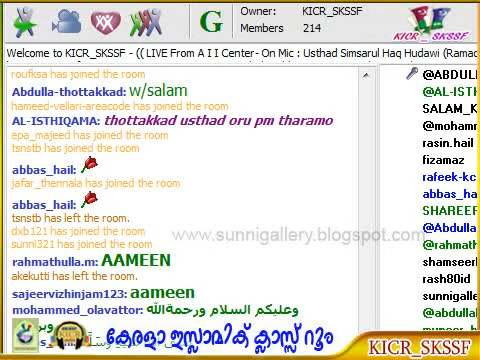 Owner: KICR_SKSSF
Members 214
G
KICR_SKSSF
Welcome to KICR_SKSSF - (( LIVE From A I I Center- On Mic : Usthad Simsarul Haq Hudawi (Ramad
roufksa has joined the room
Abdulla-thottakkad: w/salam
hameed-vellari-areacode has joined the room
AL-ISTHIQAMA: thottakkad usthad oru pm tharamo
epa_majeed has joined the room
tsnstb has joined the room
abbas_hail:
jafar_thennala has joined the room
abbas_hail:
tsnstb has left the room.
dxb121 has joined the room
sunni321 has joined the room
rahmathulla.m: AAMEEN
akekutti has left the room.
sajeervizhinjam123: aameen
mohammed_olavattor: وعليكم السلام ورحمةالله
@ABDUL
@AL-ISTH
SALAM_K
@mohamm
rasin.hail
fizamaz
rafeek-kc
abbas_ha
SHAREEF
@Abdulla
@rahmath
shamseerl
rash80id
sunnigalle
@abdullal
www.sunnigallery.blogspot.com
കേരളാ ഇസ്ലാമിക് ക്ലാസ്സ് റൂം
KICR_SKSSF